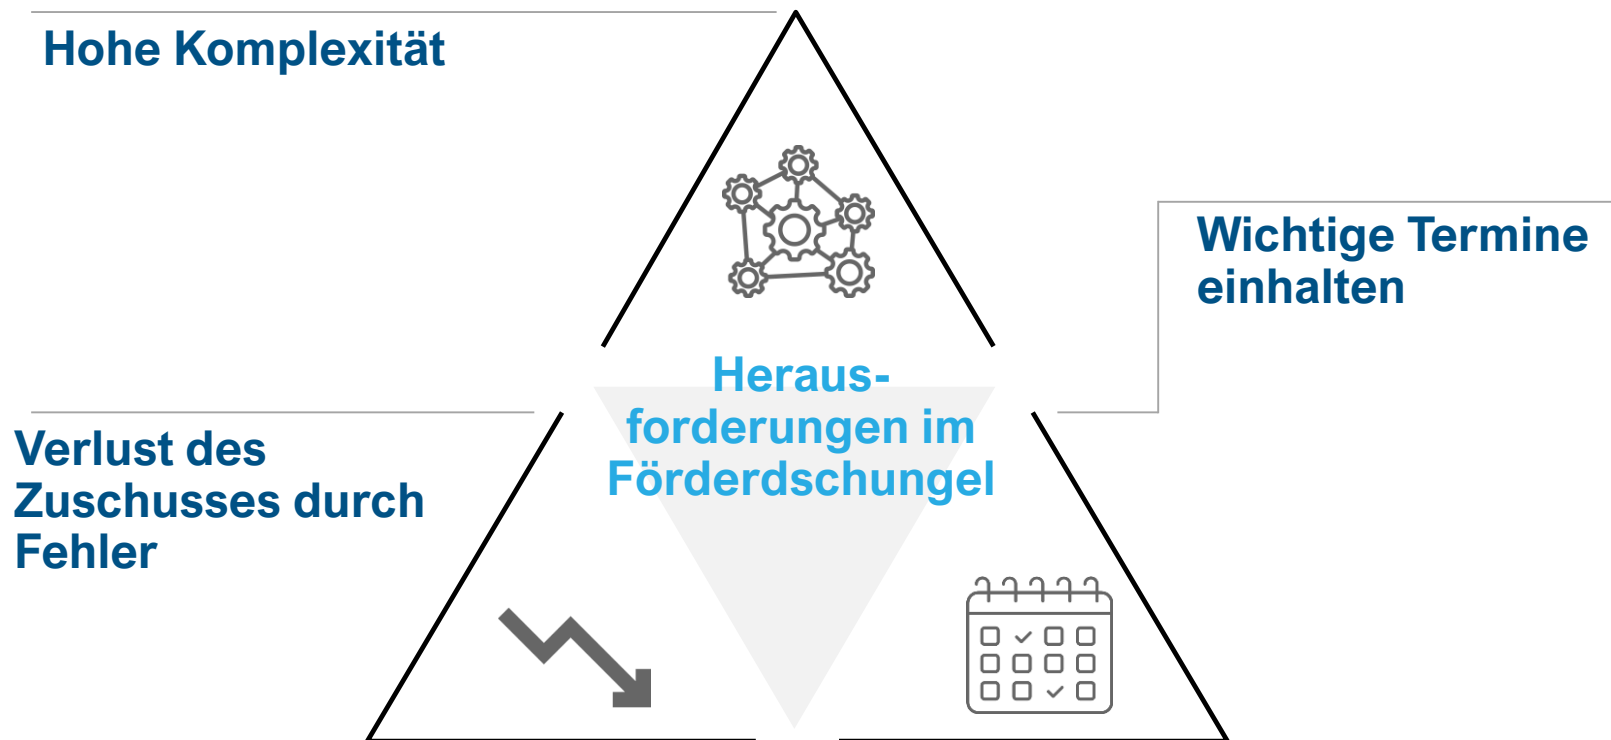 Hohe Komplexität
Wichtige Termine
einhalten
Heraus-
forderungen im
Förderdschungel
Verlust des
Zuschusses durch
Fehler